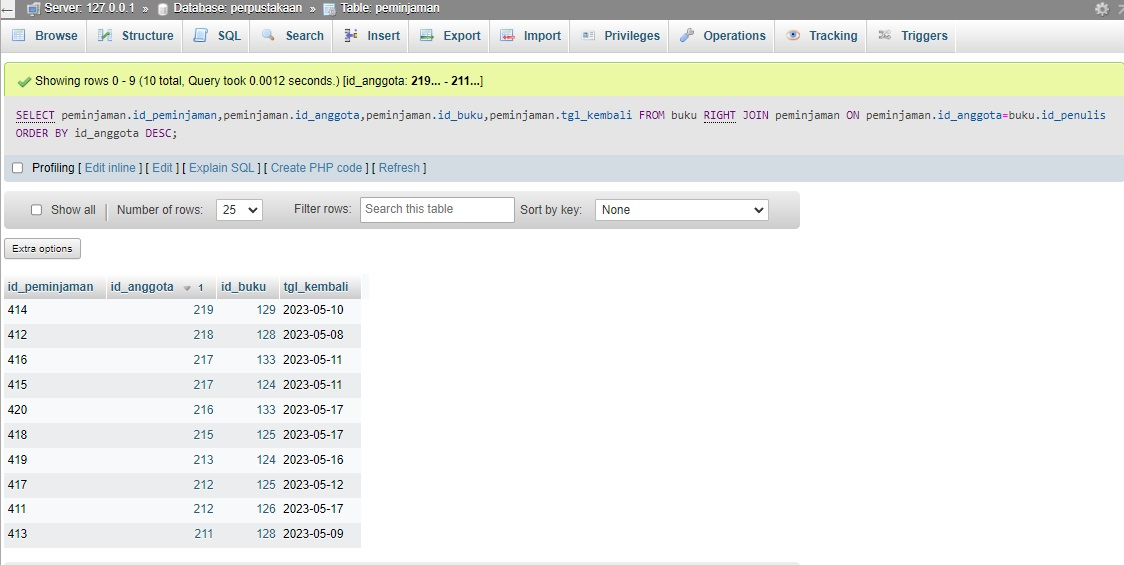 Server: 127.0.0.1 » Database: perpustakaan » Table: peminjaman
Browse Structure SQL Search Insert Export Import Privileges Operations Tracking Triggers
Showing rows 0 - 9 (10 total, Query took 0.0012 seconds.) [id_anggota: 219... - 211...]
SELECT peminjaman.id_peminjaman,peminjaman.id_anggota,peminjaman.id_buku,peminjaman.tgl_kembali FROM buku RIGHT JOIN peminjaman ON peminjaman.id_anggota=buku.id_penulis
ORDER BY id_anggota DESC;
Profiling [ Edit inline ] [ Edit ] [ Explain SQL ] [ Create PHP code ] [ Refresh ]
Show all Number of rows: 25 Filter rows: Search this table Sort by key: None
Extra options
id_peminjaman id_anggota 1 id_buku tgl_kembali
414 219 129 2023-05-10
412 218 128 2023-05-08
416 217 133 2023-05-11
415 217 124 2023-05-11
420 216 133 2023-05-17
418 215 125 2023-05-17
419 213 124 2023-05-16
417 212 125 2023-05-12
411 212 126 2023-05-17
413 211 128 2023-05-09